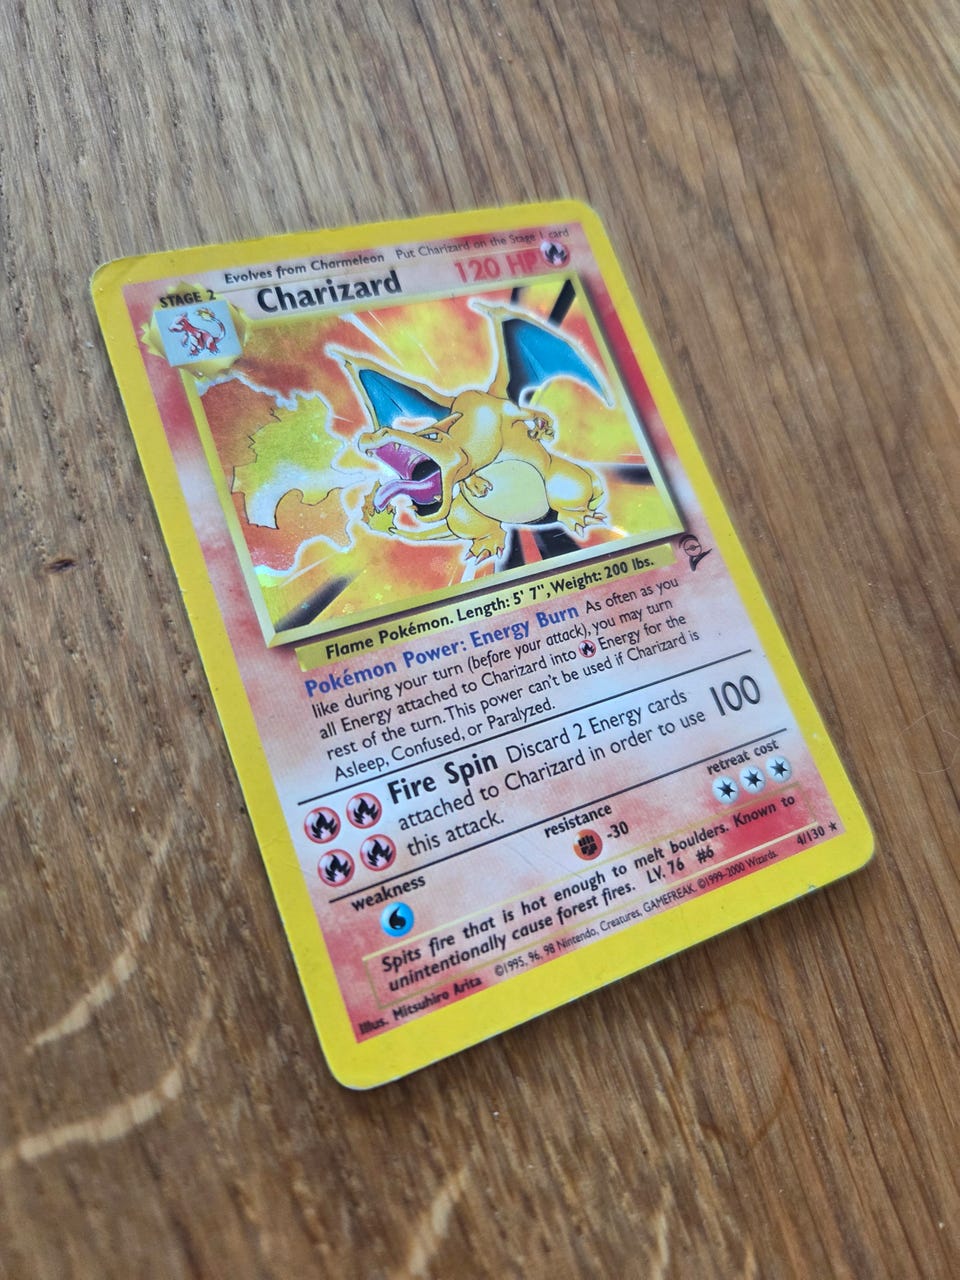 Evolves from Charmeleon Put Charizard on the Stage 1 card
STAGE 2
Charizard
120 HP
Flame Pokémon. Length: 5' 7", Weight: 200 lbs.
Pokémon Power: Energy Burn As often as you
like during your turn (before your attack), you may turn
all Energy attached to Charizard into Energy for the
rest of the turn. This power can't be used if Charizard is
Asleep, Confused, or Paralyzed.
Fire Spin Discard 2 Energy cards
attached to Charizard in order to use
this attack.
100
weakness
resistance
-30
retreat cost
Spits fire that is hot enough to melt boulders. Known to
unintentionally cause forest fires. LV. 76 #6
Illus. Mitsuhiro Arita ©1995, 96, 98 Nintendo, Creatures, GAMEFREAK. ©1999–2000 Wizards. 4/130 ★